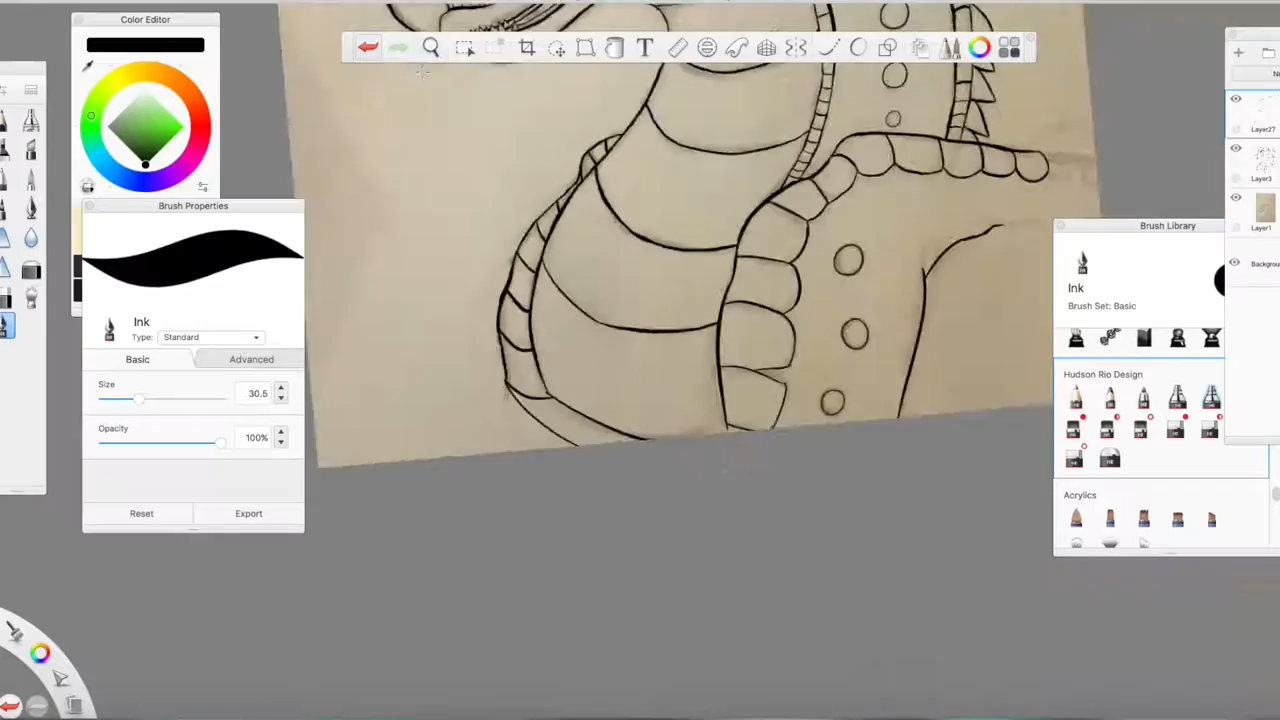 Color Editor
T
Brush Properties
Ink
Type: Standard
Basic Advanced
Size
30.5
Opacity
100%
Reset Export
Brush Library
Ink
Brush Set: Basic
Hudson Rio Design
Acrylics
Layer27
Layer3
Layer1